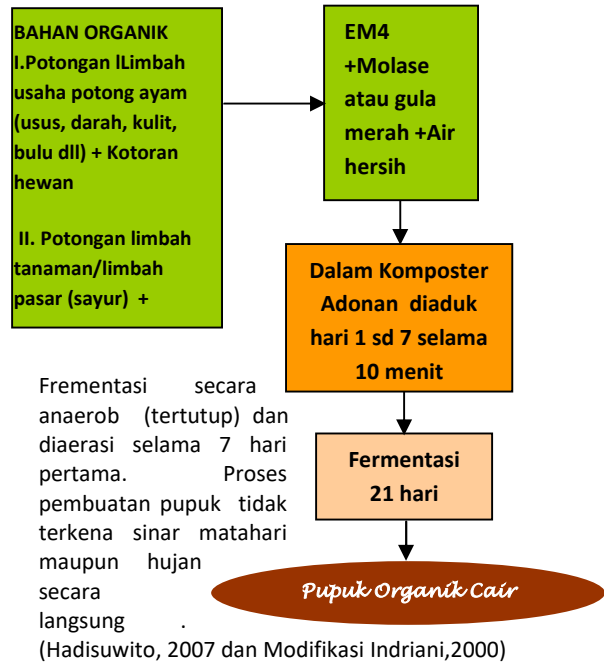 BAHAN ORGANIK
I.Potongan lLimbah
usaha potong ayam
(usus, darah, kulit,
bulu dll) + Kotoran
hewan
II. Potongan limbah
tanaman/limbah
pasar (sayur) +
EM4
+Molase
atau gula
merah +Air
hersih
Dalam Komposter
Adonan diaduk
hari 1 sd 7 selama
10 menit
Fermentasi
21 hari
Pupuk Organik Cair
Frementasi secara
anaerob (tertutup) dan
diaerasi selama 7 hari
pertama. Proses
pembuatan pupuk tidak
terkena sinar matahari
maupun hujan
secara
langsung .
(Hadisuwito, 2007 dan Modifikasi Indriani,2000)